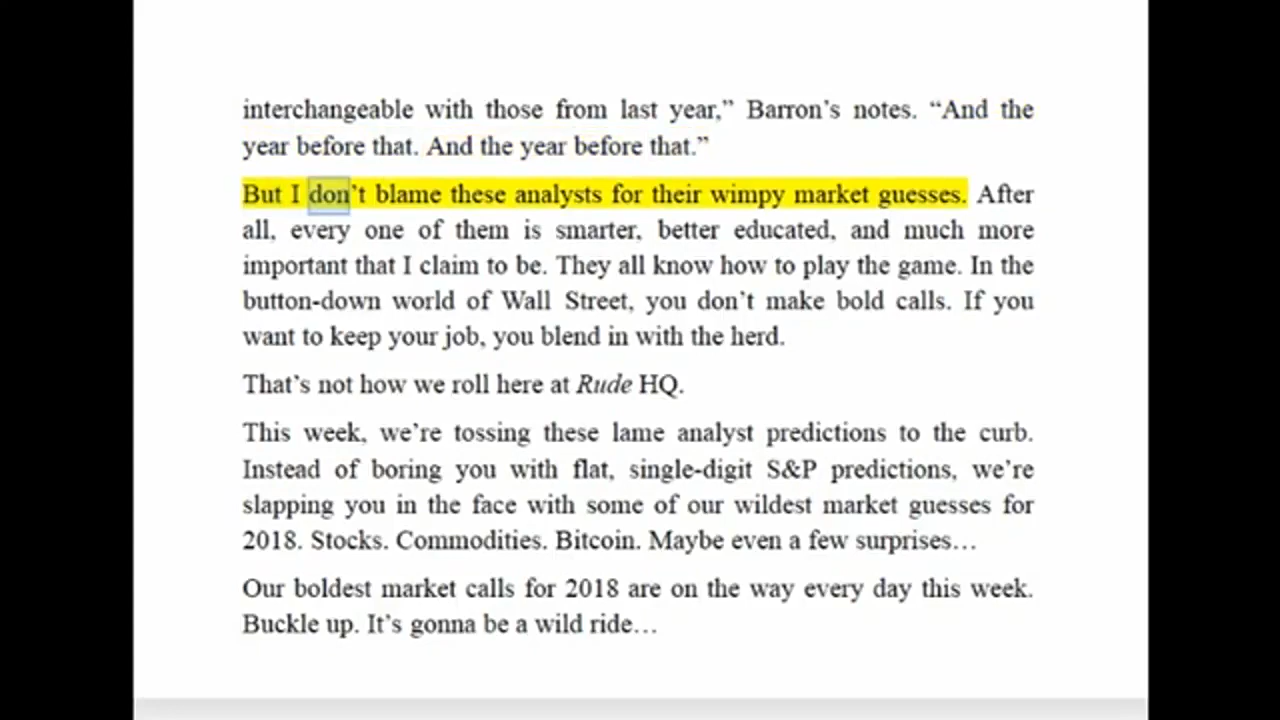 interchangeable with those from last year,” Barron’s notes. “And the
year before that. And the year before that.”
But I don’t blame these analysts for their wimpy market guesses. After
all, every one of them is smarter, better educated, and much more
important that I claim to be. They all know how to play the game. In the
button-down world of Wall Street, you don’t make bold calls. If you
want to keep your job, you blend in with the herd.
That’s not how we roll here at Rude HQ.
This week, we’re tossing these lame analyst predictions to the curb.
Instead of boring you with flat, single-digit S&P predictions, we’re
slapping you in the face with some of our wildest market guesses for
2018. Stocks. Commodities. Bitcoin. Maybe even a few surprises…
Our boldest market calls for 2018 are on the way every day this week.
Buckle up. It’s gonna be a wild ride…